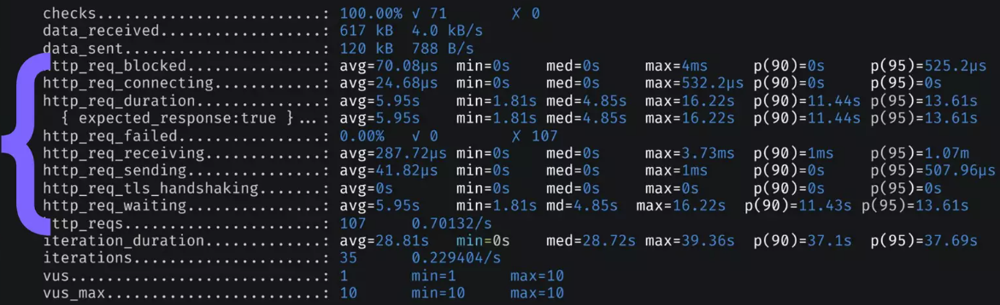 checks.........................: 100.00% √ 71 ✗ 0
data_received..................: 617 kB 4.0 kB/s
data_sent......................: 120 kB 788 B/s
http_req_blocked...............: avg=70.08µs min=0s med=0s max=4ms p(90)=0s p(95)=525.2µs
http_req_connecting............: avg=24.68µs min=0s med=0s max=532.2µs p(90)=0s p(95)=0s
http_req_duration..............: avg=5.95s min=1.81s med=4.85s max=16.22s p(90)=11.44s p(95)=13.61s
{ expected_response:true }...: avg=5.95s min=1.81s med=4.85s max=16.22s p(90)=11.44s p(95)=13.61s
http_req_failed................: 0.00% √ 0 ✗ 107
http_req_receiving.............: avg=287.72µs min=0s med=0s max=3.73ms p(90)=1ms p(95)=1.07m
http_req_sending...............: avg=41.82µs min=0s med=0s max=1ms p(90)=0s p(95)=507.96µs
http_req_tls_handshaking.......: avg=0s min=0s med=0s max=0s p(90)=0s p(95)=0s
http_req_waiting...............: avg=5.95s min=1.81s md=4.85s max=16.22s p(90)=11.43s p(95)=13.61s
http_reqs......................: 107 0.70132/s
iteration_duration.............: avg=28.81s min=0s med=28.72s max=39.36s p(90)=37.1s p(95)=37.69s
iterations.....................: 35 0.229404/s
vus............................: 1 min=1 max=10
vus_max........................: 10 min=10 max=10